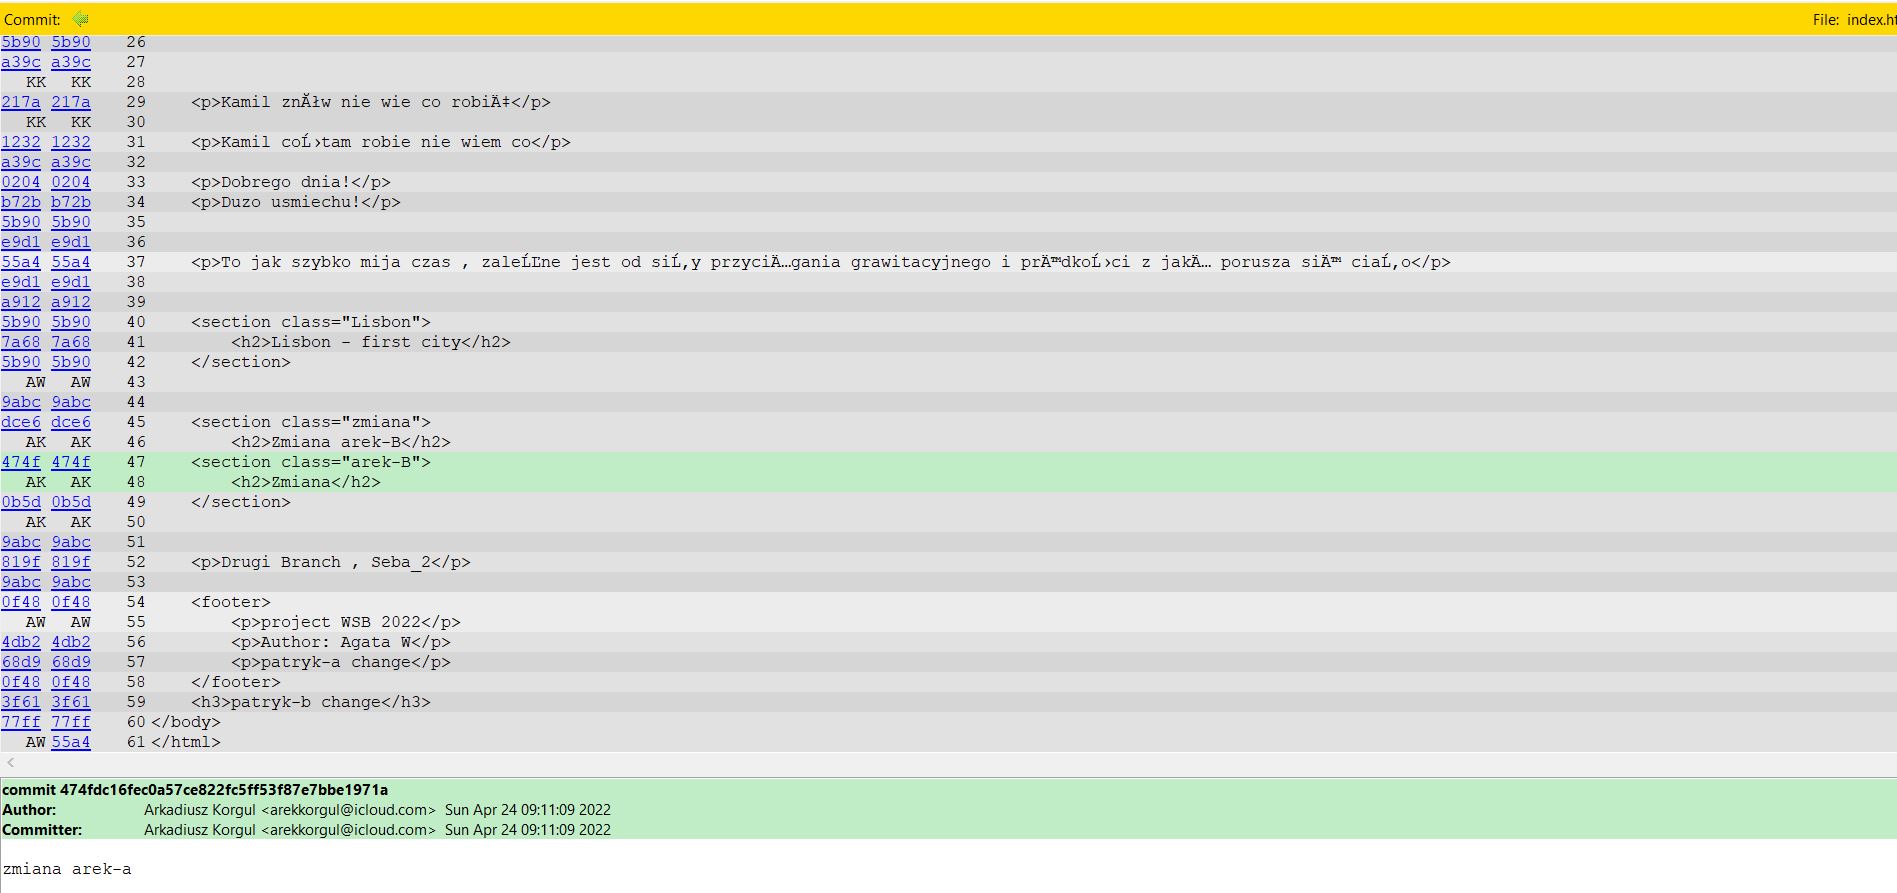 Commit: File: index.ht
5b90 5b90 26
a39c a39c 27
KK KK 28
217a 217a 29 <p>Kamil znĂłw nie wie co robiÄ‡</p>
KK KK 30
1232 1232 31 <p>Kamil coĹ›tam robie nie wiem co</p>
a39c a39c 32
0204 0204 33 <p>Dobrego dnia!</p>
b72b b72b 34 <p>Duzo usmiechu!</p>
5b90 5b90 35
e9d1 e9d1 36
55a4 55a4 37 <p>To jak szybko mija czas , zaleĹĽne jest od siĹ‚y przyciÄ…gania grawitacyjnego i prÄ™dkoĹ›ci z jakÄ… porusza siÄ™ ciaĹ‚o</p>
e9d1 e9d1 38
a912 a912 39
5b90 5b90 40 <section class="Lisbon">
7a68 7a68 41 <h2>Lisbon - first city</h2>
5b90 5b90 42 </section>
AW AW 43
9abc 9abc 44
dce6 dce6 45 <section class="zmiana">
AK AK 46 <h2>Zmiana arek-B</h2>
474f 474f 47 <section class="arek-B">
AK AK 48 <h2>Zmiana</h2>
0b5d 0b5d 49 </section>
AK AK 50
9abc 9abc 51
819f 819f 52 <p>Drugi Branch , Seba_2</p>
9abc 9abc 53
0f48 0f48 54 <footer>
AW AW 55 <p>project WSB 2022</p>
4db2 4db2 56 <p>Author: Agata W</p>
68d9 68d9 57 <p>patryk-a change</p>
0f48 0f48 58 </footer>
3f61 3f61 59 <h3>patryk-b change</h3>
77ff 77ff 60 </body>
AW 55a4 61 </html>
commit 474fdc16fec0a57ce822fc5ff53f87e7bbe1971a
Author: Arkadiusz Korgul <arekkorgul@icloud.com> Sun Apr 24 09:11:09 2022
Committer: Arkadiusz Korgul <arekkorgul@icloud.com> Sun Apr 24 09:11:09 2022
zmiana arek-a